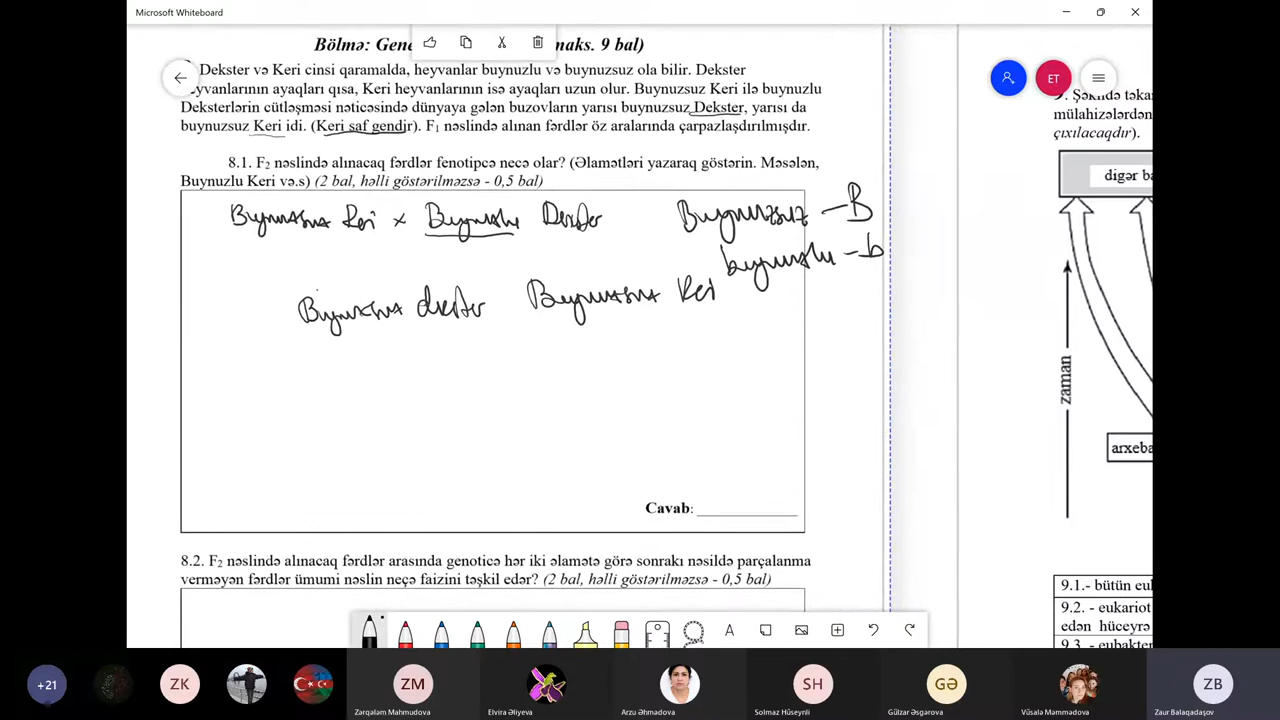 Microsoft Whiteboard
Bölmə: Gene maks. 9 bal)
Dekster və Keri cinsi qaramalda, heyvanlar buynuzlu və buynuzsuz ola bilir. Dekster
heyvanlarının ayaqları qısa, Keri heyvanlarının isə ayaqları uzun olur. Buynuzsuz Keri ilə buynuzlu
Deksterlərin cütləşməsi nəticəsində dünyaya gələn buzovların yarısı buynuzsuz Dekster, yarısı da
buynuzsuz Keri idi. (Keri saf gendir). F₁ nəslində alınan fərdlər öz aralarında çarpazlaşdırılmışdır.
8.1. F₂ nəslində alınacaq fərdlər fenotipcə necə olar? (Əlamətləri yazaraq göstərin. Məsələn,
Buynuzlu Keri və.s) (2 bal, həlli göstərilməzsə - 0,5 bal)
Buynuzsuz Keri × Buynuzlu Dekster Buynuzsuz – B
buynuzlu – b
Buynuzsuz dekster Buynuzsuz Keri
Cavab:
8.2. F₂ nəslində alınacaq fərdlər arasında genoticə hər iki əlamətə görə sonrakı nəsildə parçalanma
verməyən fərdlər ümumi nəslin neçə faizini təşkil edər? (2 bal, həlli göstərilməzsə - 0,5 bal)
ET
9. Şəkildə təka
mülahizələrdən
çıxılacaqdır).
digər ba
zaman
arxeba
9.1.- bütün euk
9.2. - eukariot
edən hüceyrə
9.3. - eubakter
A
+21
ZK
ZM
SH
GƏ
ZB
Zərqələm Mahmudova
Elvira Əliyeva
Arzu Əhmədova
Solmaz Hüseynli
Gülzar Əsgərova
Vüsalə Məmmədova
Zaur Balaqadaşov